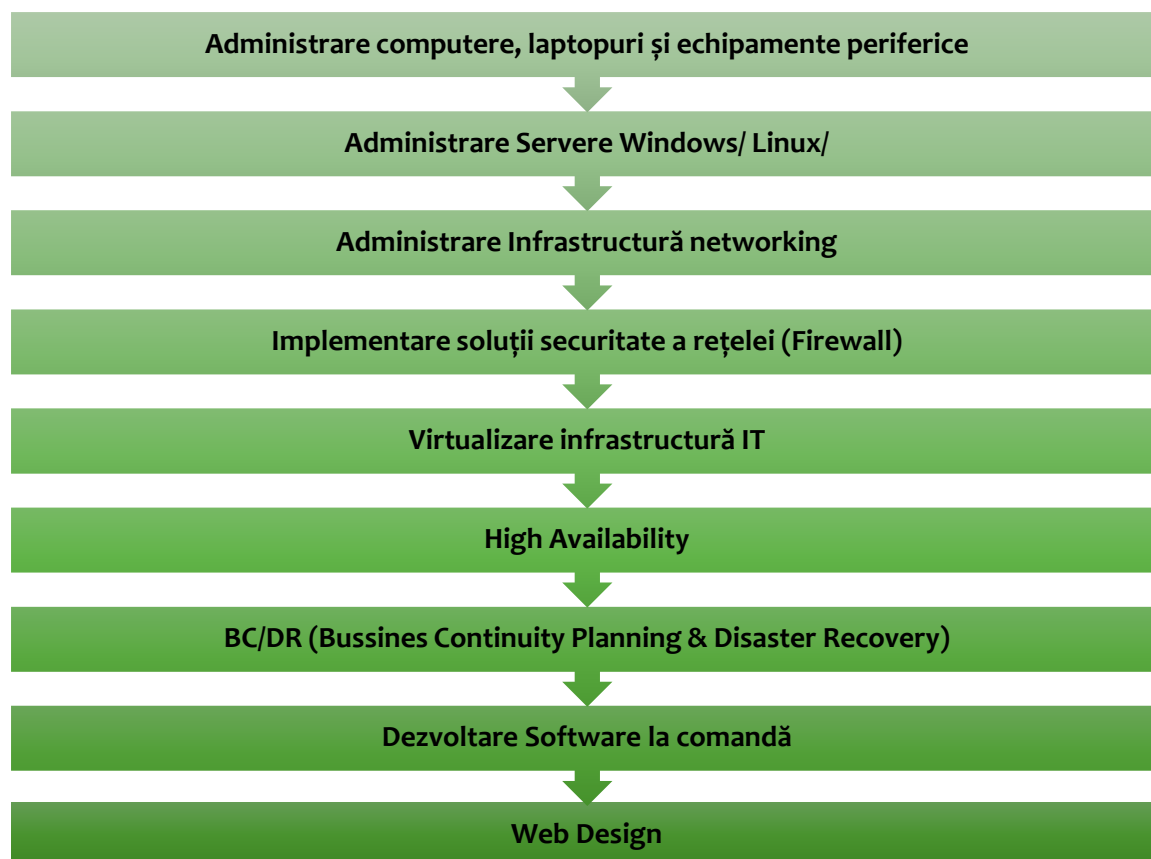 Administrare computere, laptopuri și echipamente periferice
Administrare Servere Windows/ Linux/
Administrare Infrastructură networking
Implementare soluții securitate a rețelei (Firewall)
Virtualizare infrastructură IT
High Availability
BC/DR (Bussines Continuity Planning & Disaster Recovery)
Dezvoltare Software la comandă
Web Design